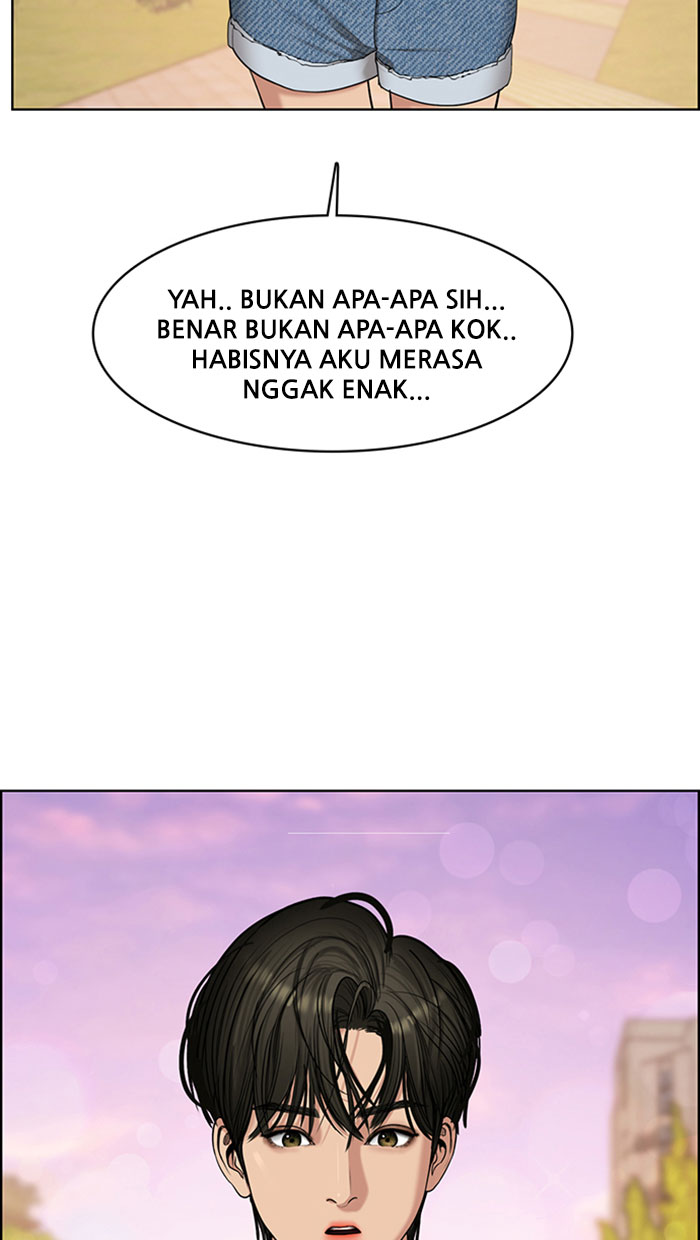 YAH.. BUKAN APA-APA SIH...
BENAR BUKAN APA-APA KOK..
HABISNYA AKU MERASA
NGGAK ENAK...